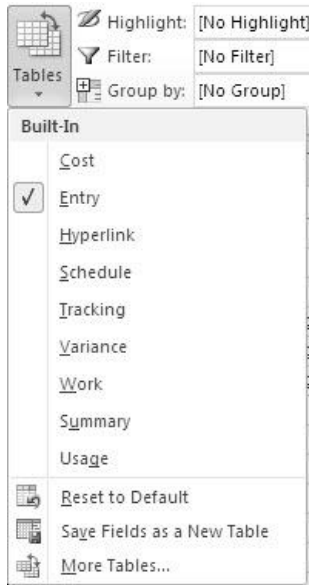 Highlight: [No Highlight]
Filter: [No Filter]
Tables
Group by: [No Group]
Built-In
Cost
Entry
Hyperlink
Schedule
Tracking
Variance
Work
Summary
Usage
Reset to Default
Save Fields as a New Table
More Tables...